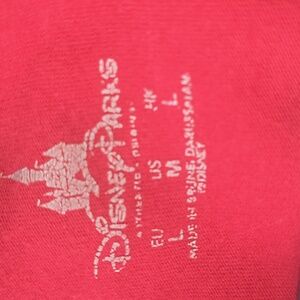 Disney Parks
AUTHENTIC ORIGINAL
EU US HK
L M L
MADE IN BRUNEI DARUSSALAM
©DISNEY